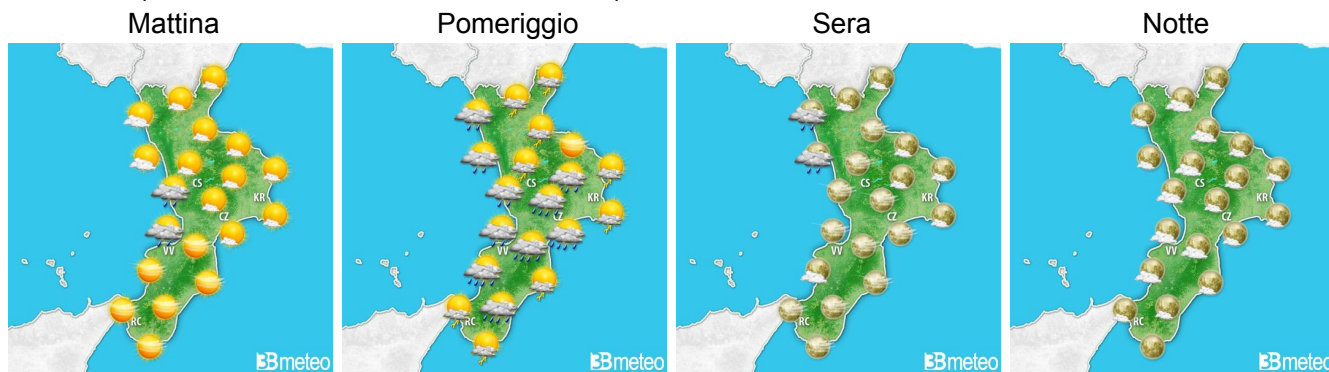 Mattina
Pomeriggio
Sera
Notte
CS
KR
CZ
VV
RC
3Bmeteo
CS
KR
CZ
VV
RC
3Bmeteo
CS
KR
CZ
VV
RC
3Bmeteo
CS
KR
CZ
VV
RC
3Bmeteo